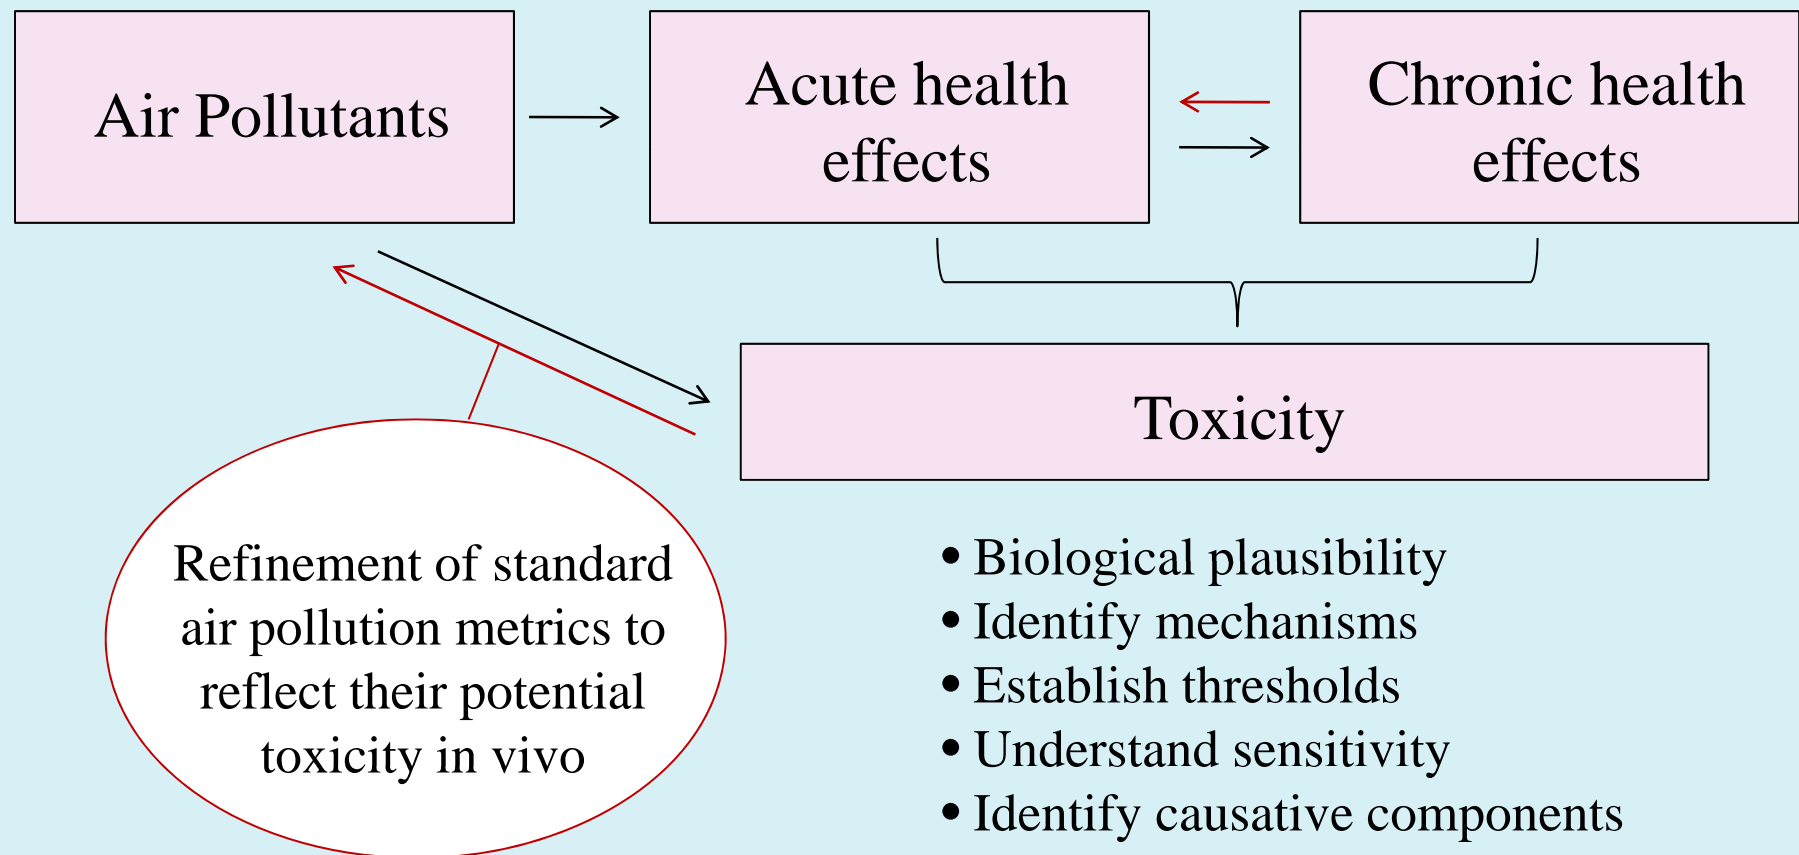 Air Pollutants
Acute health
effects
Chronic health
effects
Toxicity
Refinement of standard
air pollution metrics to
reflect their potential
toxicity in vivo
• Biological plausibility
• Identify mechanisms
• Establish thresholds
• Understand sensitivity
• Identify causative components